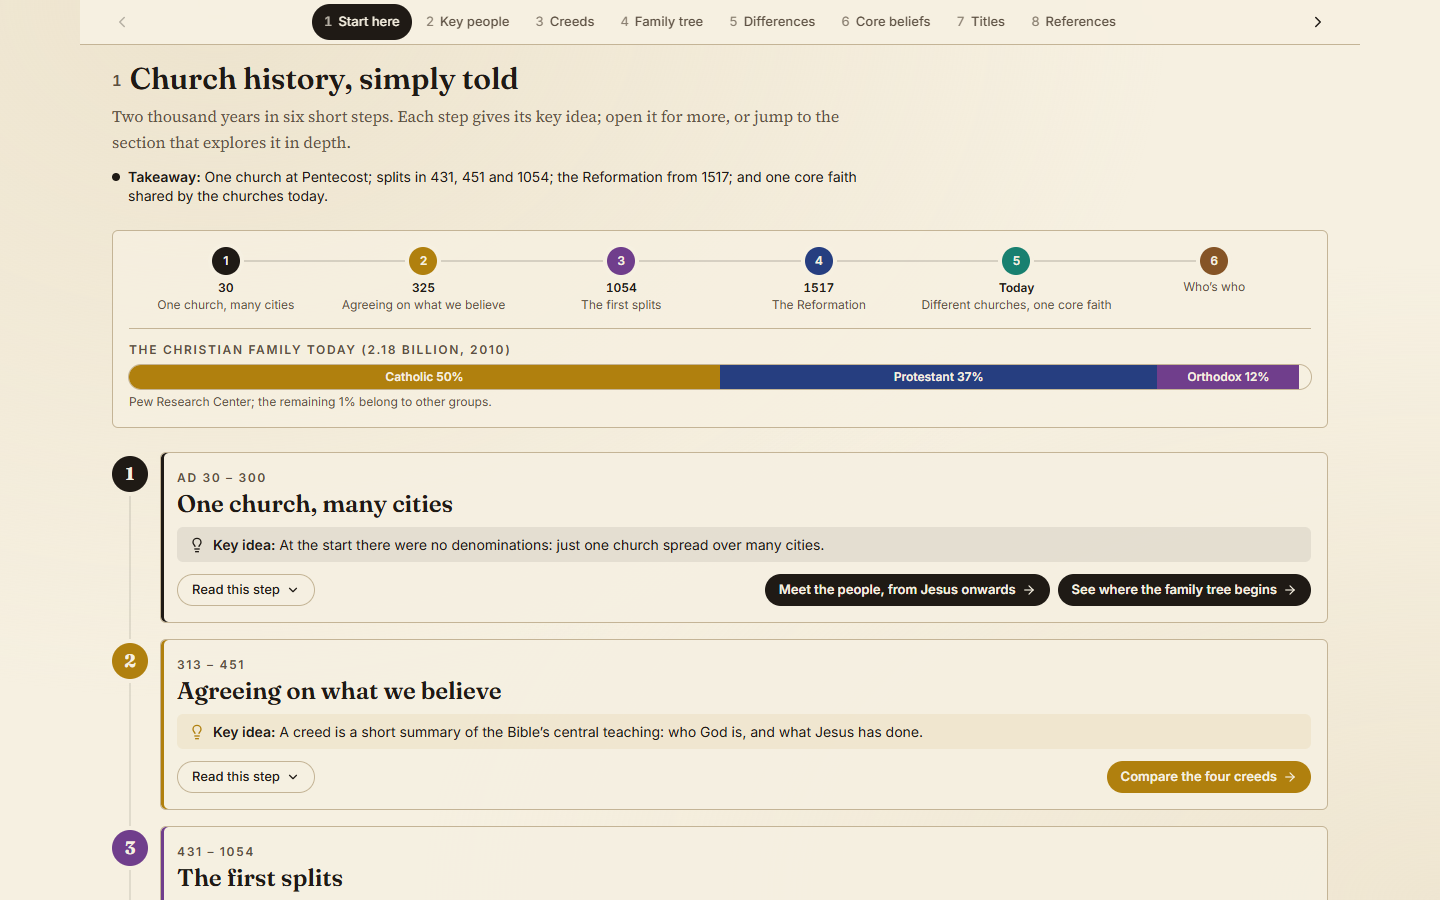 1 Start here 2 Key people 3 Creeds 4 Family tree 5 Differences 6 Core beliefs 7 Titles 8 References
1 Church history, simply told
Two thousand years in six short steps. Each step gives its key idea; open it for more, or jump to the
section that explores it in depth.
Takeaway: One church at Pentecost; splits in 431, 451 and 1054; the Reformation from 1517; and one core faith
shared by the churches today.
1 2 3 4 5 6
30 325 1054 1517 Today Who’s who
One church, many cities Agreeing on what we believe The first splits The Reformation Different churches, one core faith
THE CHRISTIAN FAMILY TODAY (2.18 BILLION, 2010)
Catholic 50% Protestant 37% Orthodox 12%
Pew Research Center; the remaining 1% belong to other groups.
1
AD 30 – 300
One church, many cities
Key idea: At the start there were no denominations: just one church spread over many cities.
Read this step Meet the people, from Jesus onwards → See where the family tree begins →
2
313 – 451
Agreeing on what we believe
Key idea: A creed is a short summary of the Bible’s central teaching: who God is, and what Jesus has done.
Read this step Compare the four creeds →
3
431 – 1054
The first splits